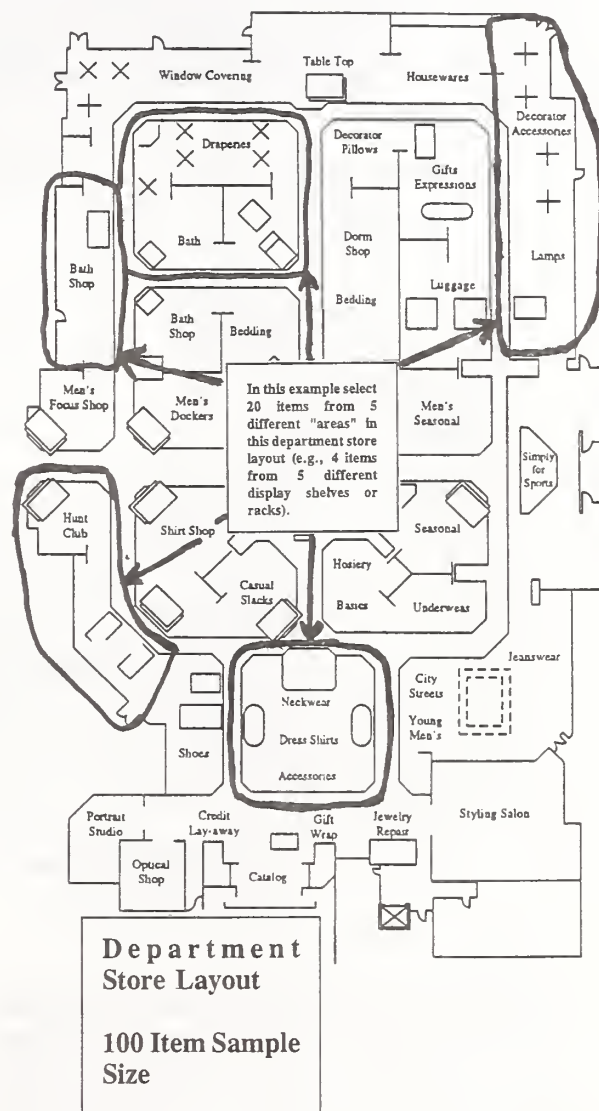 Table Top
Window Covering
Housewares
Decorator
Accessories
Draperies
Decorator
Pillows
Gifts
Expressions
Bath
Dorm
Shop
Bath
Shop
Lamps
Bedding
Luggage
Bath
Shop
Bedding
Men's
Focus Shop
Men's
Dockers
In this example select
20 items from 5
different "areas" in
this department store
layout (e.g., 4 items
from 5 different
display shelves or
racks).
Men's
Seasonal
Simply
for
Sports
Hunt
Club
Shirt Shop
Seasonal
Hosiery
Casual
Slacks
Basics
Underwear
Jeanswear
City
Streets
Young
Men's
Neckwear
Dress Shirts
Accessories
Shoes
Portrait
Studio
Credit
Lay-away
Gift
Wrap
Jewelry
Repair
Styling Salon
Optical
Shop
Catalog
Department
Store Layout
100 Item Sample
Size